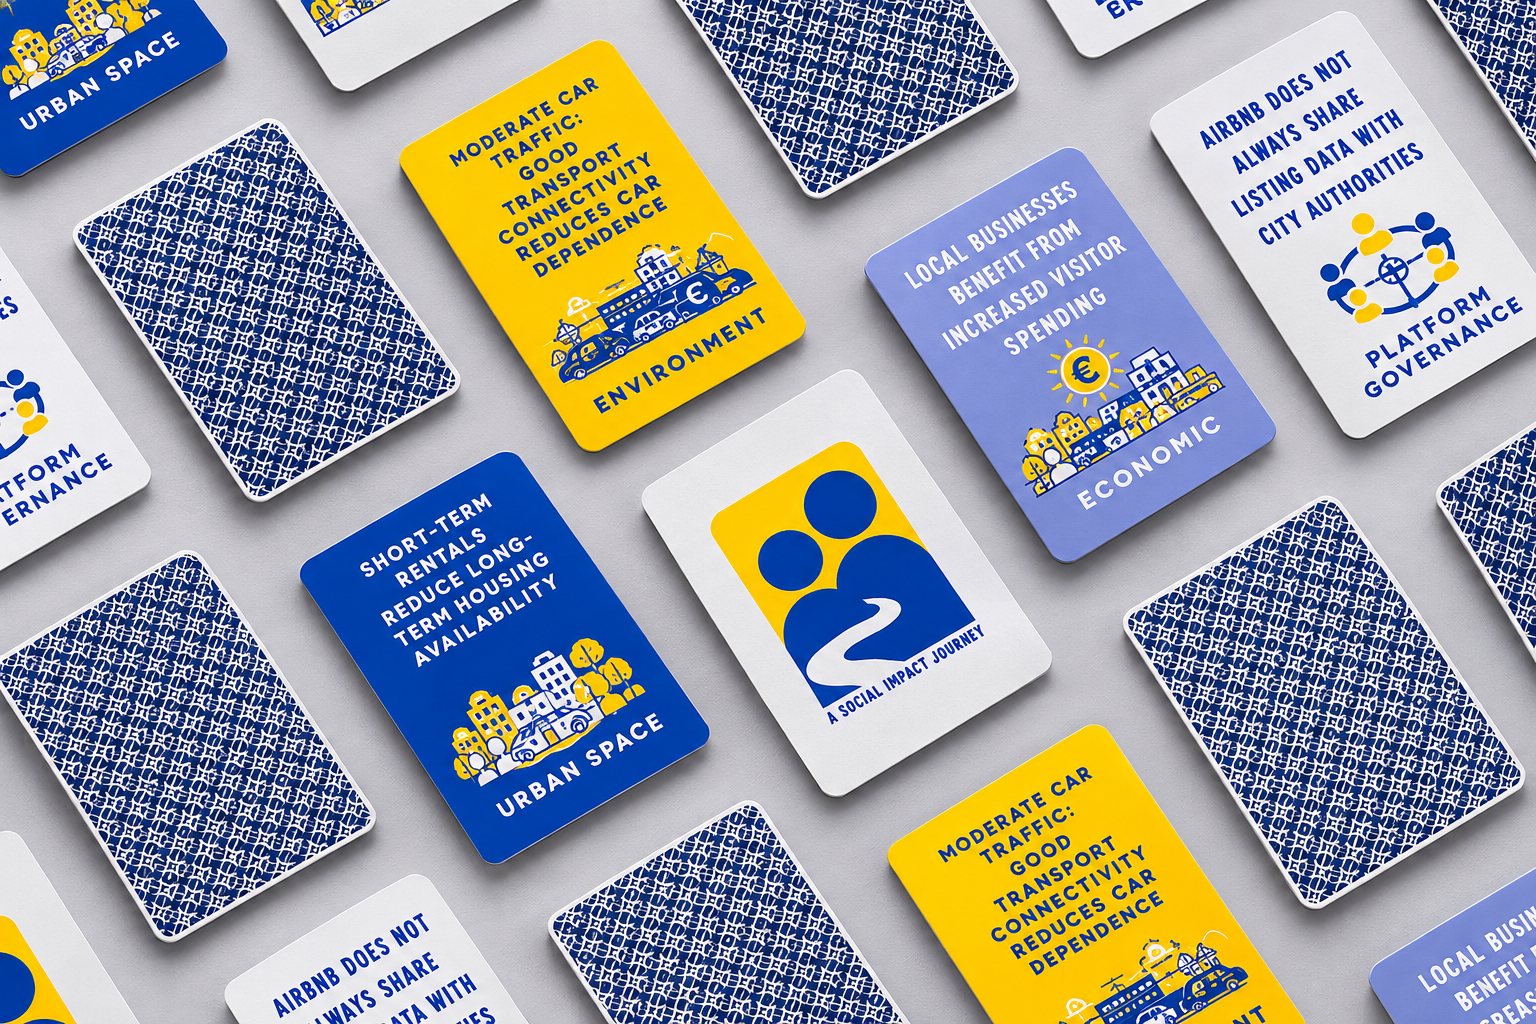 URBAN SPACE
MODERATE CAR
TRAFFIC:
GOOD
TRANSPORT
CONNECTIVITY
REDUCES CAR
DEPENDENCE
€
ENVIRONMENT
LOCAL BUSINESSES
BENEFIT FROM
INCREASED VISITOR
SPENDING
€
ECONOMIC
AIRBNB DOES NOT
ALWAYS SHARE
LISTING DATA WITH
CITY AUTHORITIES
PLATFORM
GOVERNANCE
SHORT-TERM
RENTALS
REDUCE LONG-
TERM HOUSING
AVAILABILITY
URBAN SPACE
A SOCIAL IMPACT JOURNEY
MODERATE CAR
TRAFFIC:
GOOD
TRANSPORT
CONNECTIVITY
REDUCES CAR
DEPENDENCE
AIRBNB DOES NOT
SHARE
WITH
LOCAL
BENEFIT